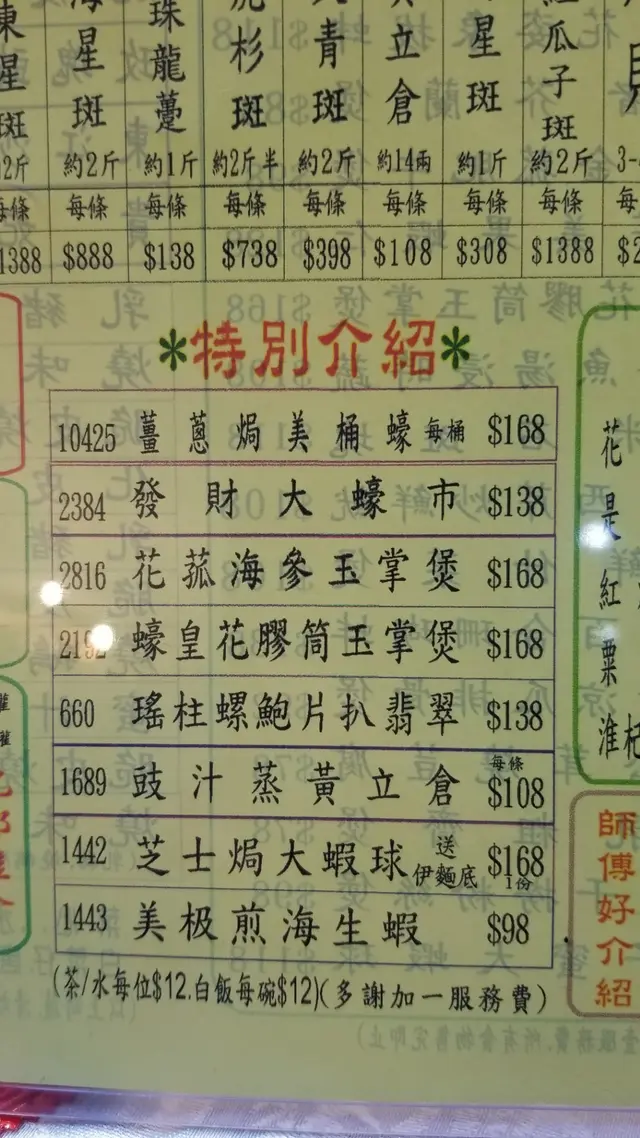 星斑 約2斤 每條 $888
珠龍躉 約1斤 每條 $138
杉斑 約2斤半 每條 $738
青斑 約2斤 每條 $398
立倉 約14兩 每條 $108
星斑 約1斤 每條 $308
瓜子斑 約2斤 每條 $1388
*特別介紹*
10425 薑蔥焗美桶蠔 每桶 $168
2384 發財大蠔市 $138
2816 花菰海參玉掌煲 $168
2192 蠔皇花膠筒玉掌煲 $168
660 瑤柱螺鮑片扒翡翠 $138
1689 豉汁蒸黃立倉 每條 $108
1442 芝士焗大蝦球 送伊麵底 $168 1份
1443 美极煎海生蝦 $98
(茶/水每位$12.白飯每碗$12)(多謝加一服務費)
花
是
紅
粟
淮杞
師傅好介紹